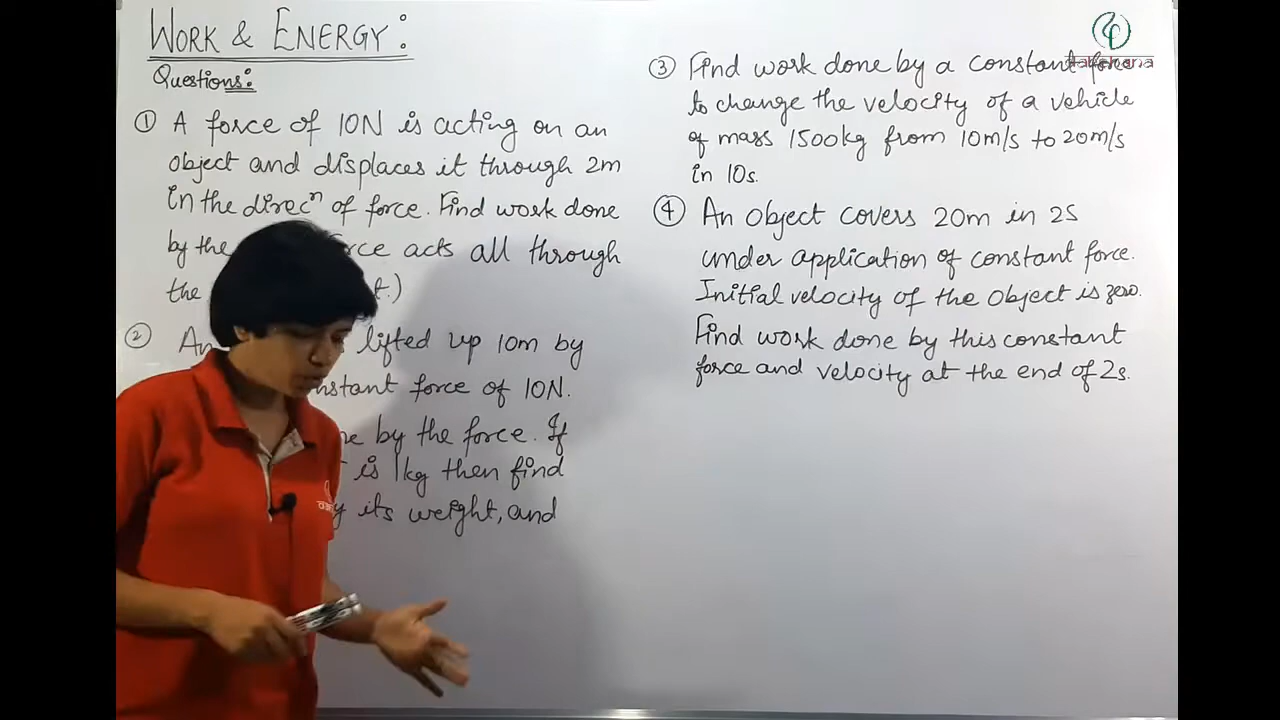 WORK & ENERGY:
Questions:
① A force of 10N is acting on an
object and displaces it through 2m
in the direcⁿ of force. Find work done
by the rce acts all through
the t.)
② An lifted up 10m by
nstant force of 10N.
ne by the force. If
is 1kg then find
y its weight, and
③ Find work done by a constant force
to change the velocity of a vehicle
of mass 1500kg from 10m/s to 20m/s
in 10s.
④ An object covers 20m in 2s
under application of constant force.
Initial velocity of the object is zero.
Find work done by this constant
force and velocity at the end of 2s.